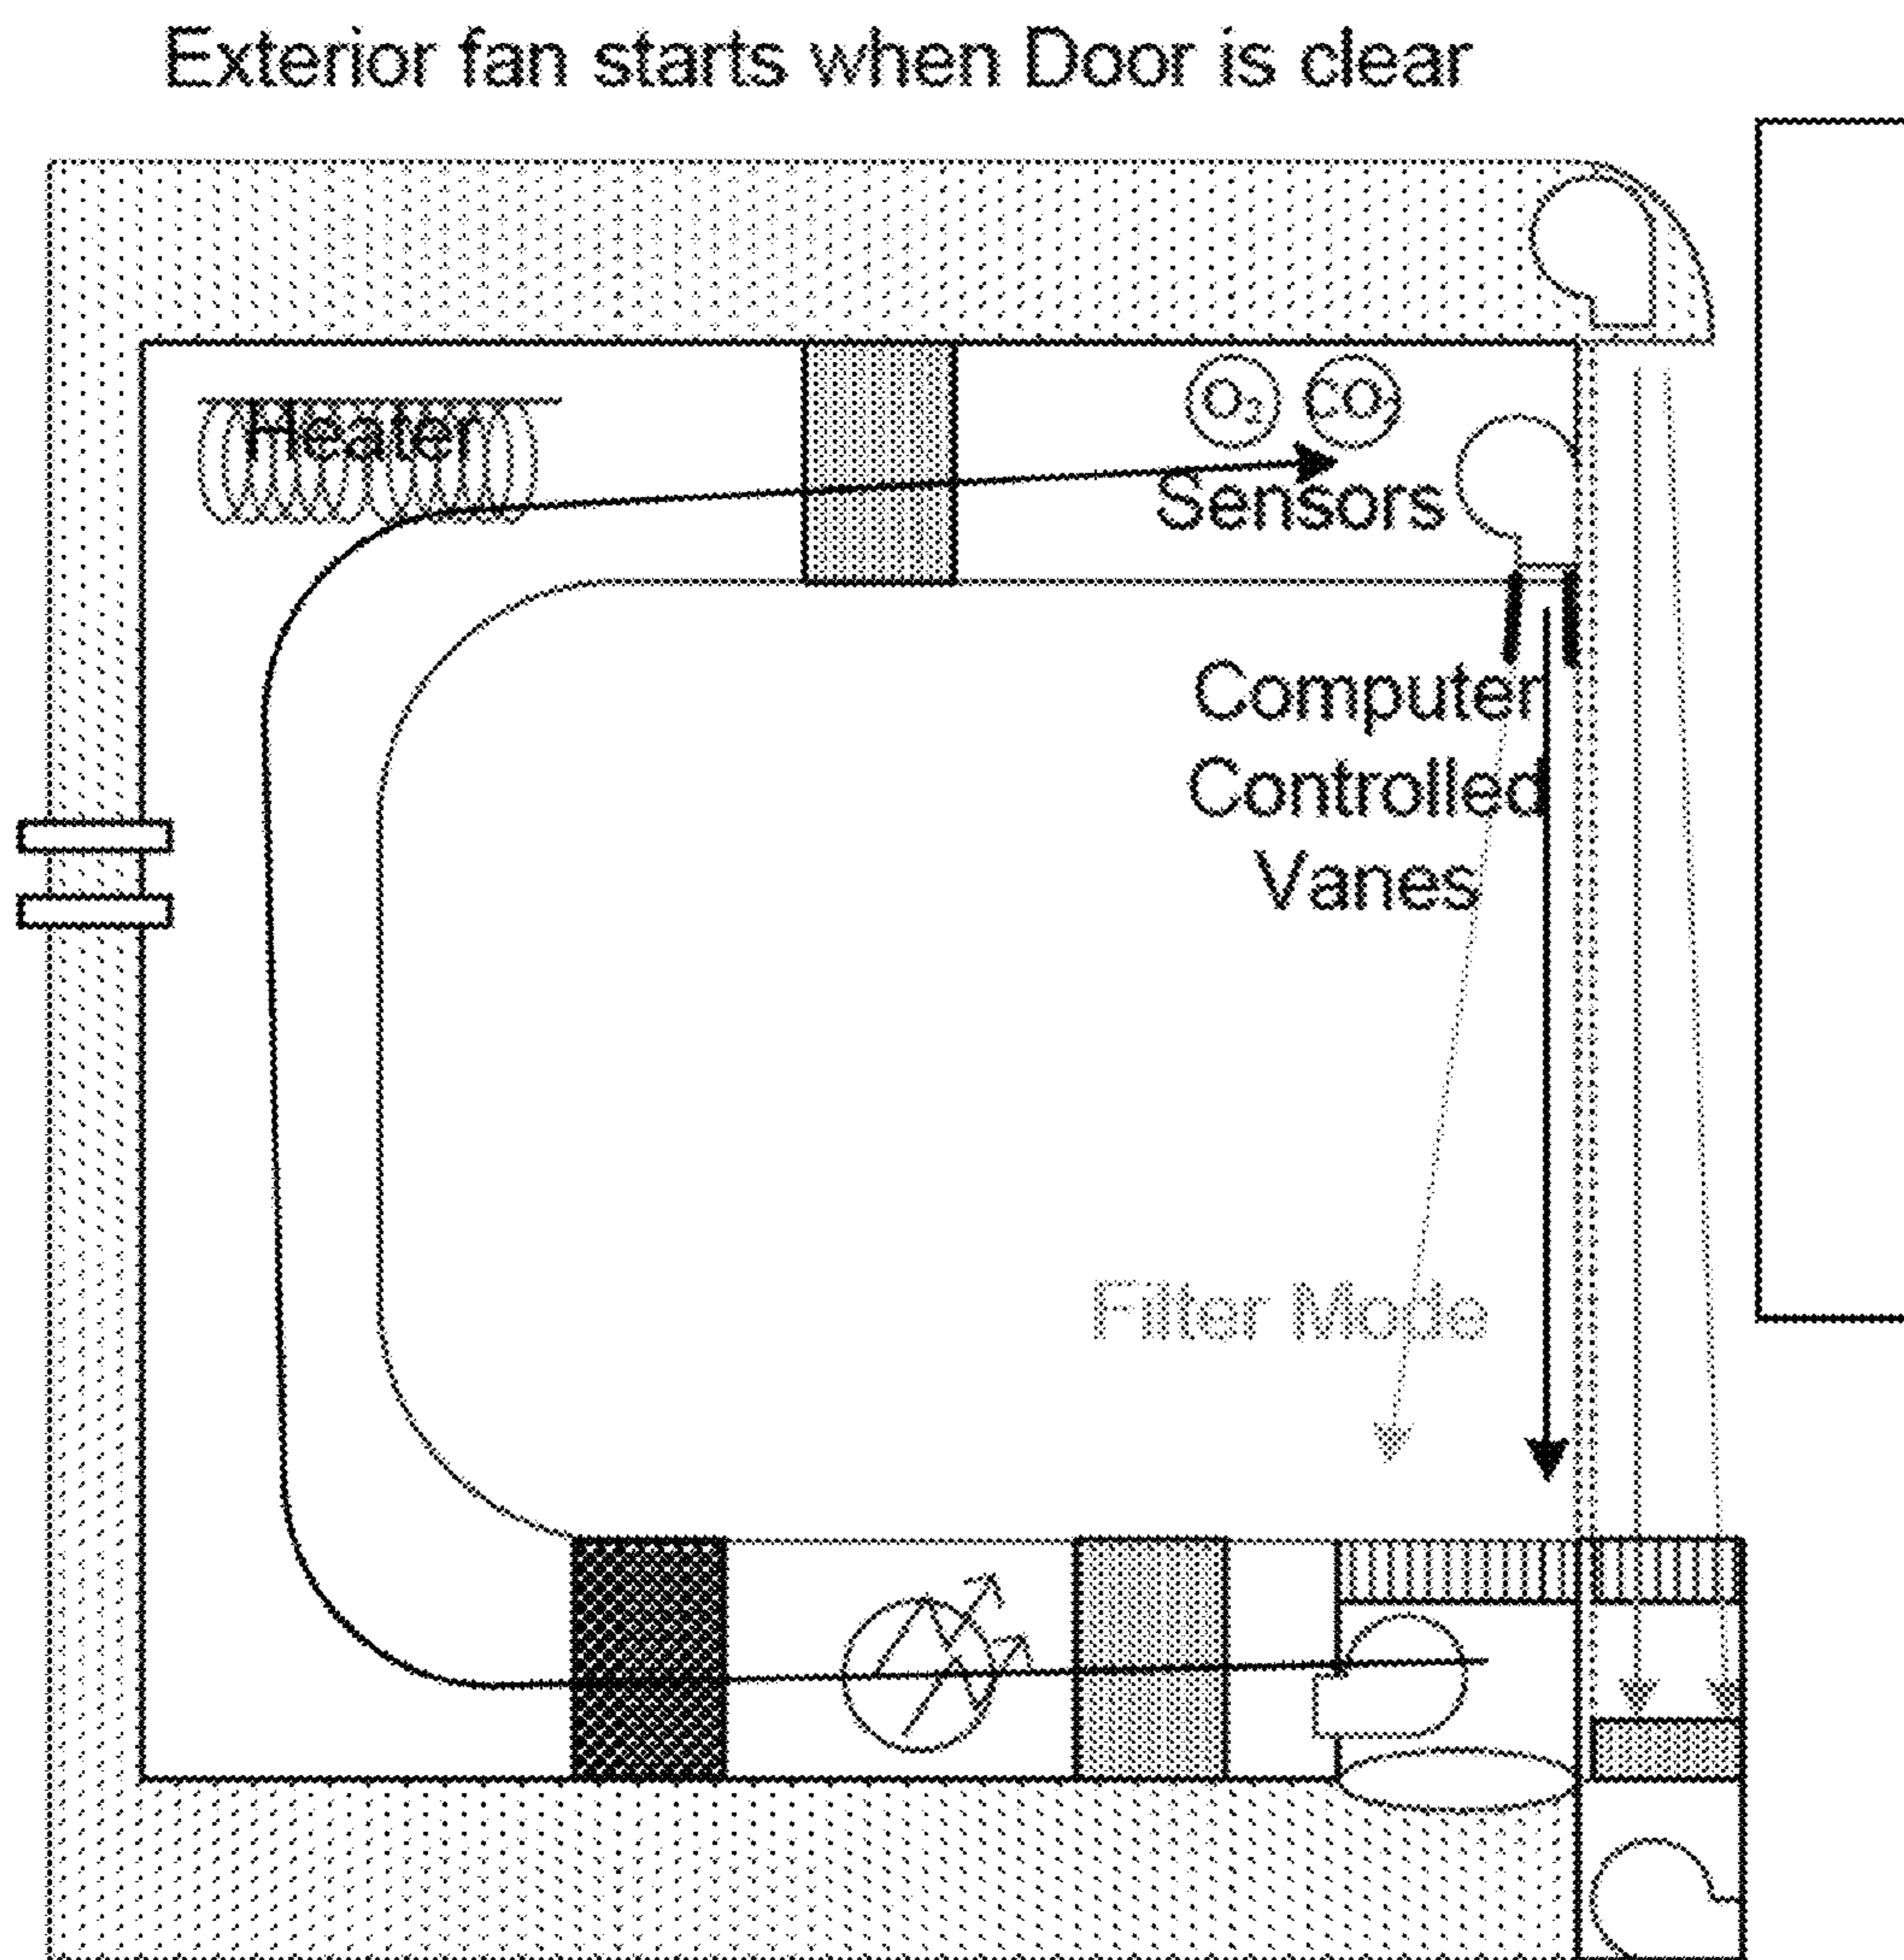 Exterior fan starts when Door is clear
Heater
O₂ CO₂
Sensors
Computer
Controlled
Vanes
Filter Mode